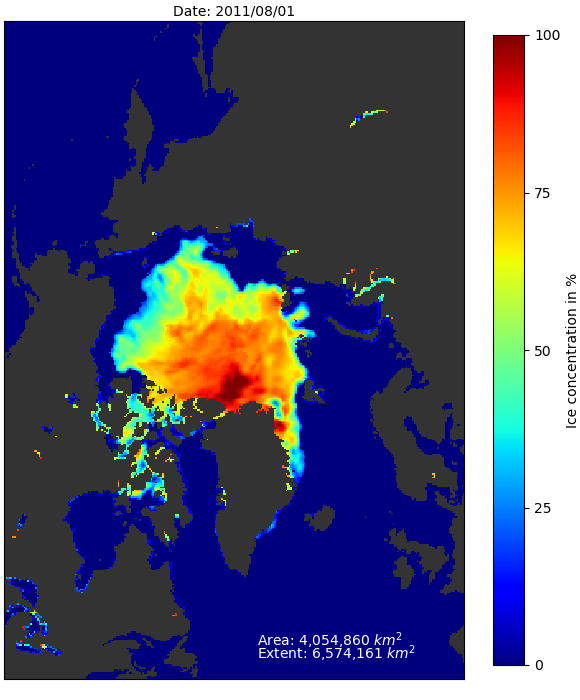 Date: 2011/08/01
100
75
50
25
0
Ice concentration in %
Area: 4,054,860 km²
Extent: 6,574,161 km²